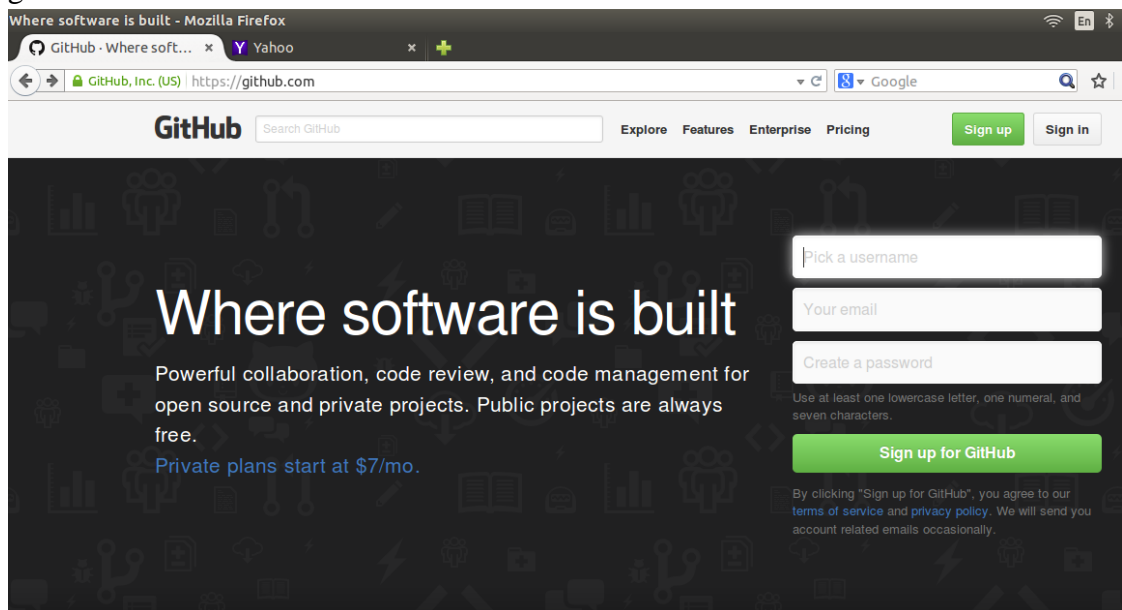 Where software is built - Mozilla Firefox
En
GitHub · Where soft... × Yahoo ×
GitHub, Inc. (US) https://github.com
Google
GitHub Search GitHub Explore Features Enterprise Pricing Sign up Sign in
Pick a username
Your email
Create a password
Use at least one lowercase letter, one numeral, and
seven characters.
Sign up for GitHub
By clicking "Sign up for GitHub", you agree to our
terms of service and privacy policy. We will send you
account related emails occasionally.
Where software is built
Powerful collaboration, code review, and code management for
open source and private projects. Public projects are always
free.
Private plans start at $7/mo.